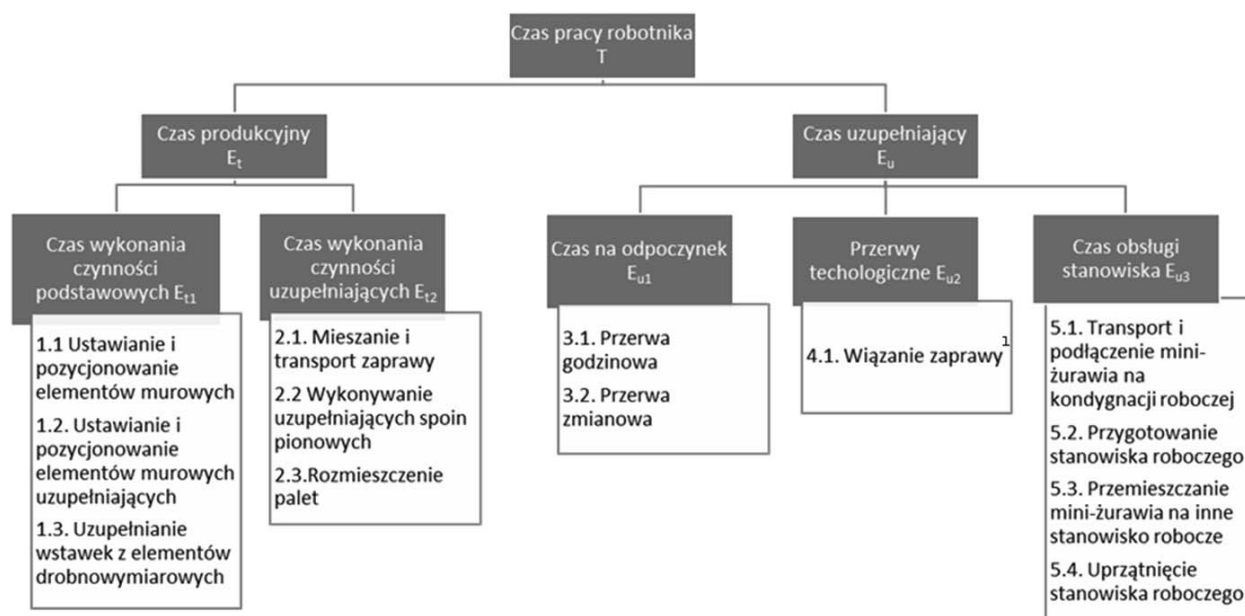 Czas pracy robotnika
T
Czas produkcyjny
Et
Czas uzupełniający
Eu
Czas wykonania
czynności
podstawowych Et1
1.1 Ustawianie i
pozycjonowanie
elementów murowych
1.2. Ustawianie i
pozycjonowanie
elementów murowych
uzupełniających
1.3. Uzupełnianie
wstawek z elementów
drobnowymiarowych
Czas wykonania
czynności
uzupełniających Et2
2.1. Mieszanie i
transport zaprawy
2.2 Wykonywanie
uzupełniających spoin
pionowych
2.3.Rozmieszczenie
palet
Czas na odpoczynek
Eu1
3.1. Przerwa
godzinowa
3.2. Przerwa
zmianowa
Przerwy
techologiczne Eu2
4.1. Wiązanie zaprawy1
Czas obsługi
stanowiska Eu3
5.1. Transport i
podłączenie mini-
żurawia na
kondygnacji roboczej
5.2. Przygotowanie
stanowiska roboczego
5.3. Przemieszczanie
mini-żurawia na inne
stanowisko robocze
5.4. Uprzątnięcie
stanowiska roboczego